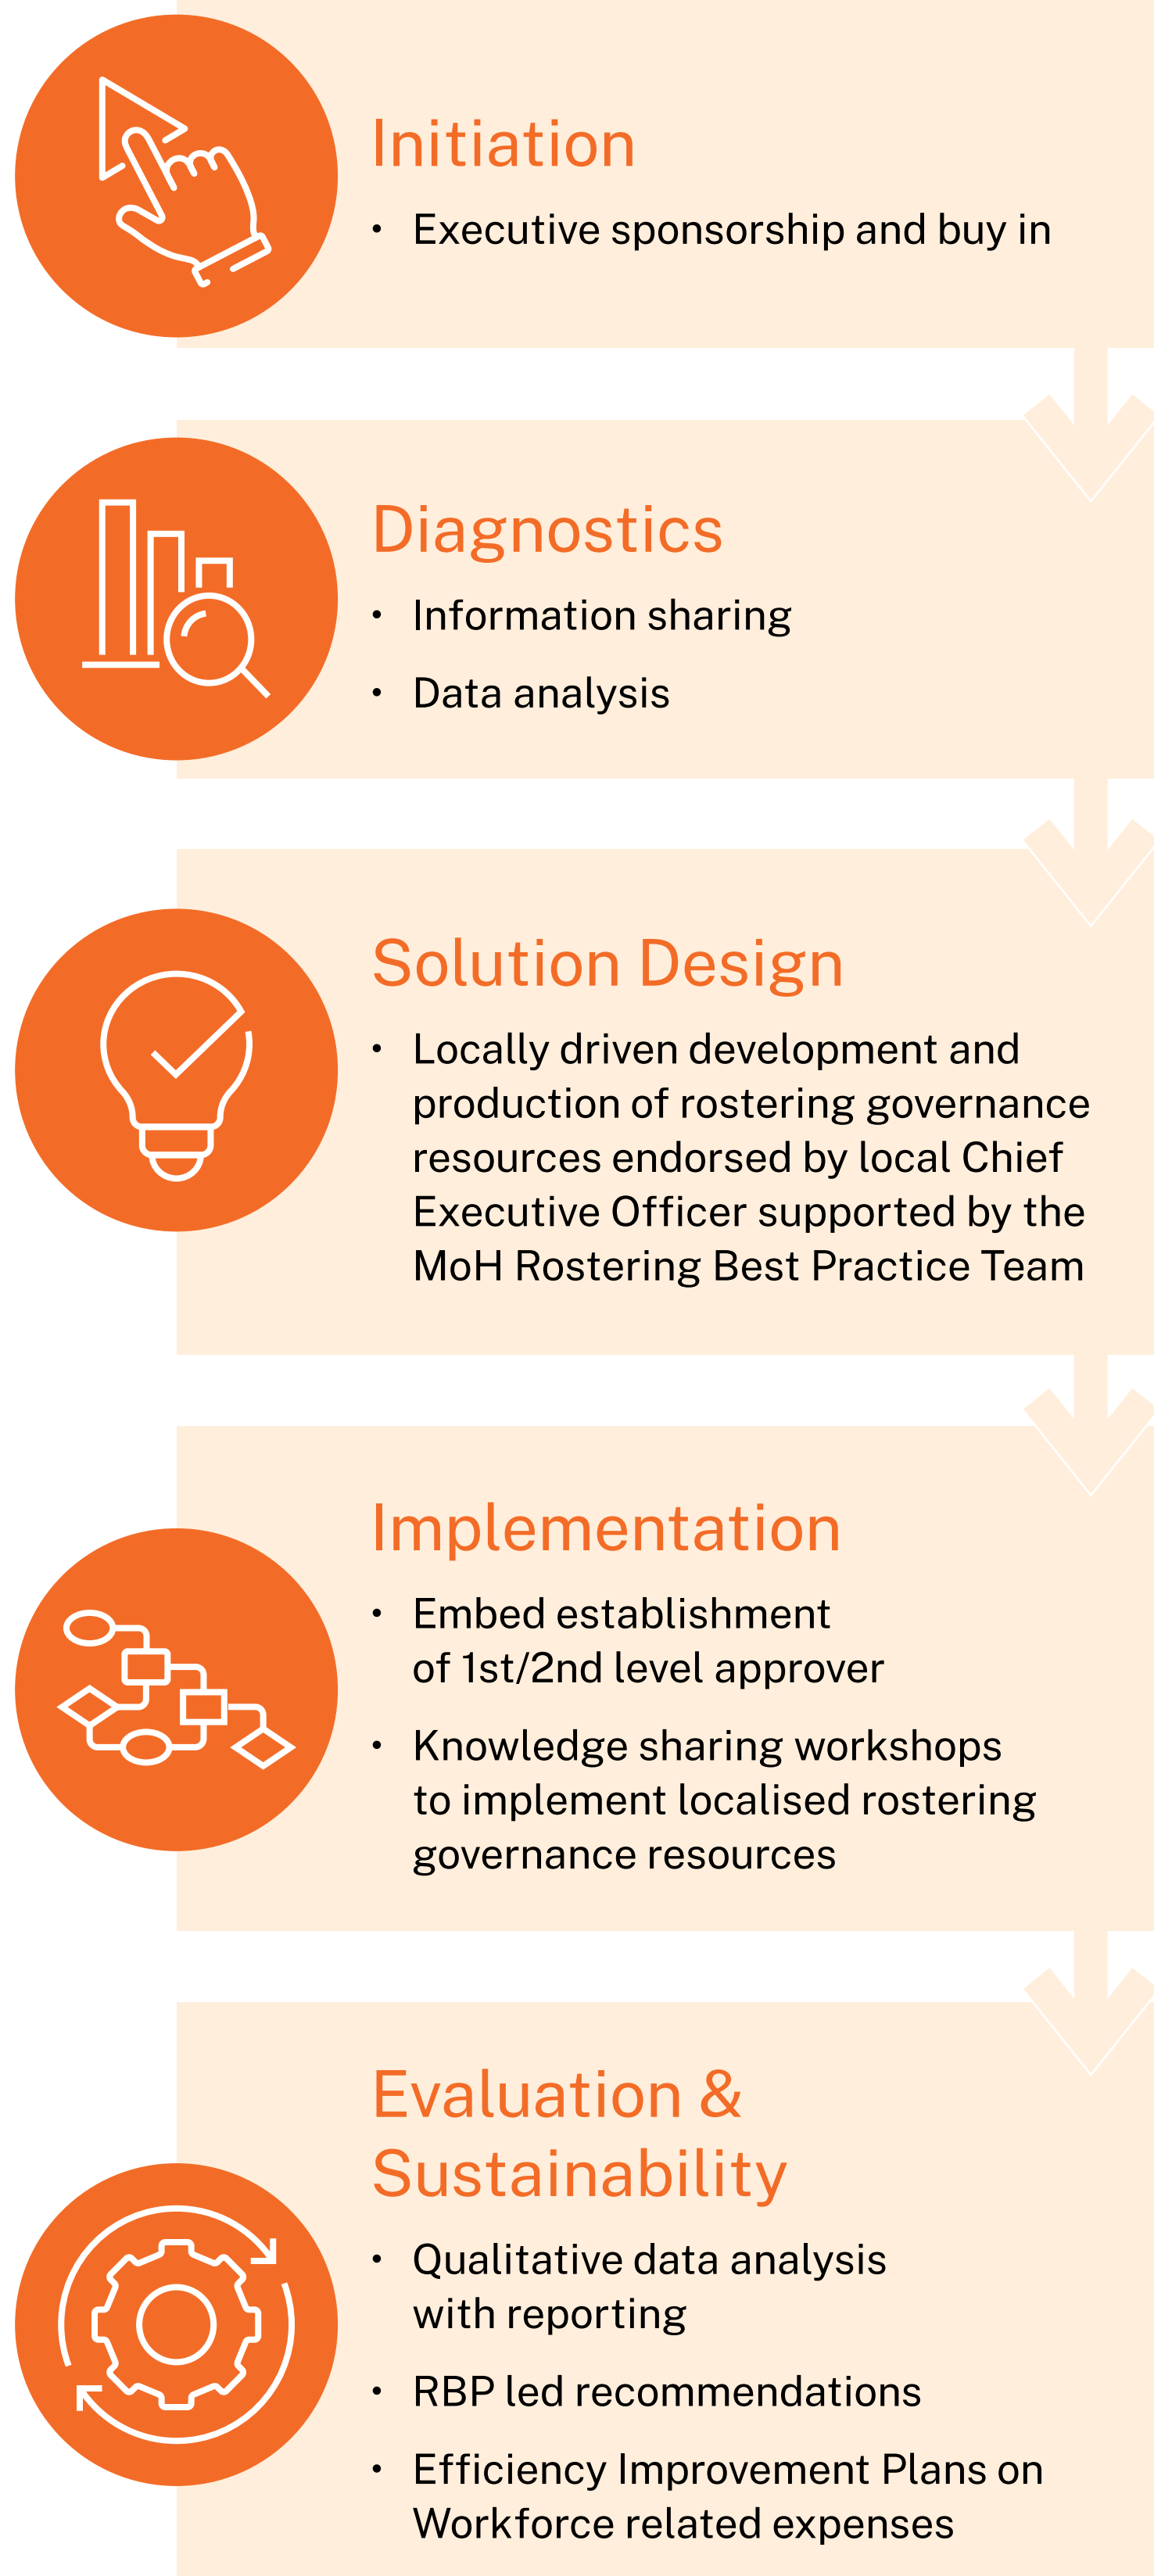 Initiation
• Executive sponsorship and buy in
Diagnostics
• Information sharing
• Data analysis
Solution Design
• Locally driven development and
production of rostering governance
resources endorsed by local Chief
Executive Officer supported by the
MoH Rostering Best Practice Team
Implementation
• Embed establishment
of 1st/2nd level approver
• Knowledge sharing workshops
to implement localised rostering
governance resources
Evaluation &
Sustainability
• Qualitative data analysis
with reporting
• RBP led recommendations
• Efficiency Improvement Plans on
Workforce related expenses